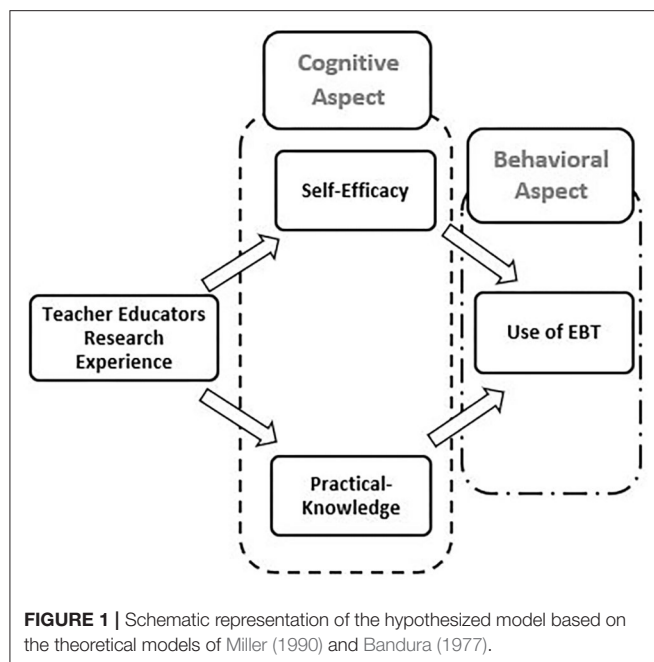 Cognitive
Aspect
Self-Efficacy
Behavioral
Aspect
Teacher Educators
Research
Experience
Use of EBT
Practical-
Knowledge
FIGURE 1 | Schematic representation of the hypothesized model based on
the theoretical models of Miller (1990) and Bandura (1977).